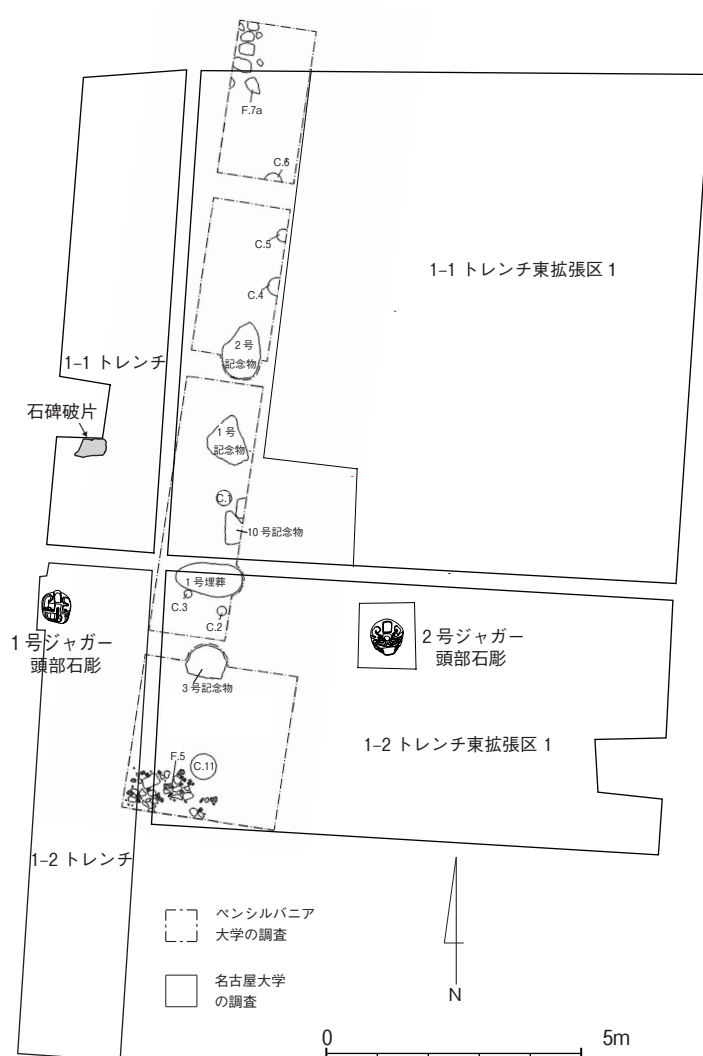 F.7a
C.6
C.5
1-1 トレンチ東拡張区 1
C.4
2 号
記念物
1-1 トレンチ
石碑破片
1 号
記念物
C.1
10 号記念物
1 号埋葬
C.3
C.2
1 号ジャガー
頭部石彫
2 号ジャガー
頭部石彫
3 号記念物
1-2 トレンチ東拡張区 1
F.5
C.11
1-2 トレンチ
ペンシルバニア
大学の調査
名古屋大学
の調査
N
0
5m